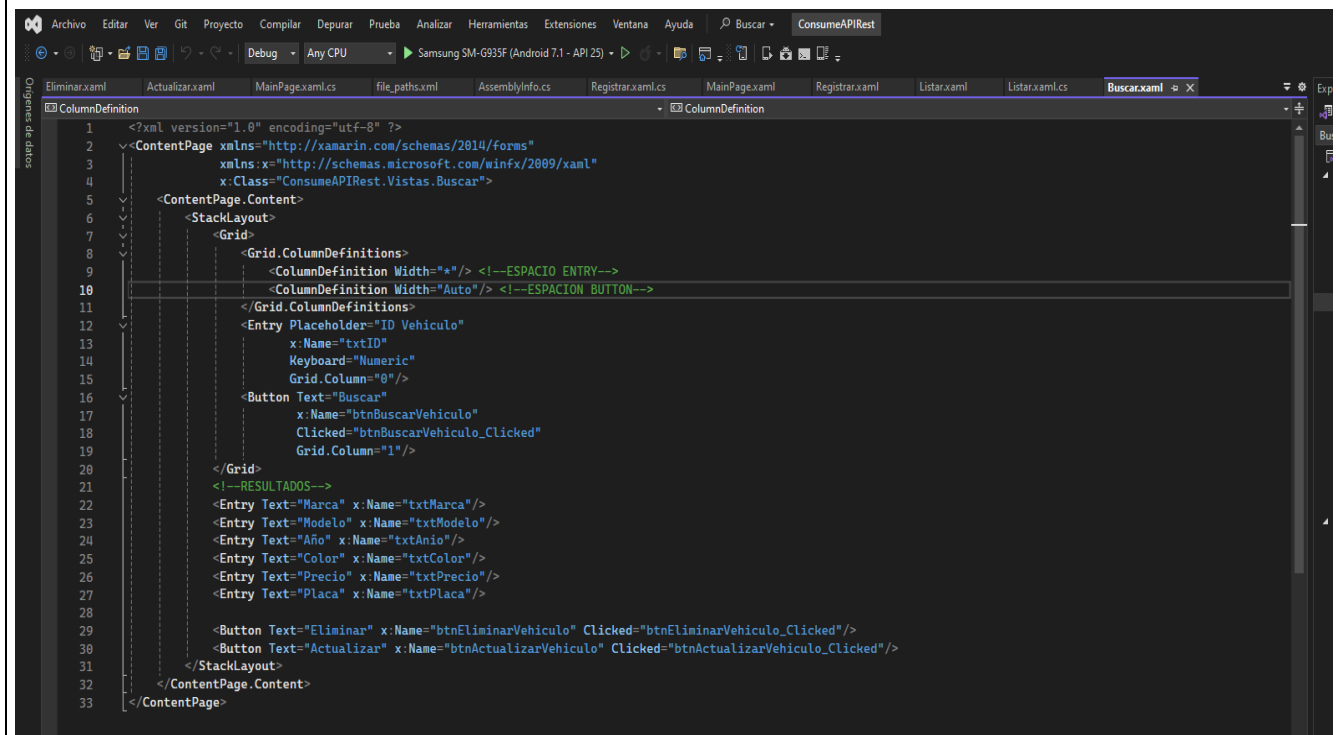 Archivo Editar Ver Git Proyecto Compilar Depurar Prueba Analizar Herramientas Extensiones Ventana Ayuda Buscar ConsumeAPIRest
Debug Any CPU Samsung SM-G935F (Android 7.1 - API 25)
Orígenes de datos
Eliminar.xaml Actualizar.xaml MainPage.xaml.cs file_paths.xml AssemblyInfo.cs Registrar.xaml.cs MainPage.xaml Registrar.xaml Listar.xaml Listar.xaml.cs Buscar.xaml Exp
ColumnDefinition ColumnDefinition
Bus
1 <?xml version="1.0" encoding="utf-8" ?>
2 <ContentPage xmlns="http://xamarin.com/schemas/2014/forms"
3 xmlns:x="http://schemas.microsoft.com/winfx/2009/xaml"
4 x:Class="ConsumeAPIRest.Vistas.Buscar">
5 <ContentPage.Content>
6 <StackLayout>
7 <Grid>
8 <Grid.ColumnDefinitions>
9 <ColumnDefinition Width="*"/> <!--ESPACIO ENTRY-->
10 <ColumnDefinition Width="Auto"/> <!--ESPACION BUTTON-->
11 </Grid.ColumnDefinitions>
12 <Entry Placeholder="ID Vehiculo"
13 x:Name="txtID"
14 Keyboard="Numeric"
15 Grid.Column="0"/>
16 <Button Text="Buscar"
17 x:Name="btnBuscarVehiculo"
18 Clicked="btnBuscarVehiculo_Clicked"
19 Grid.Column="1"/>
20 </Grid>
21 <!--RESULTADOS-->
22 <Entry Text="Marca" x:Name="txtMarca"/>
23 <Entry Text="Modelo" x:Name="txtModelo"/>
24 <Entry Text="Año" x:Name="txtAnio"/>
25 <Entry Text="Color" x:Name="txtColor"/>
26 <Entry Text="Precio" x:Name="txtPrecio"/>
27 <Entry Text="Placa" x:Name="txtPlaca"/>
28
29 <Button Text="Eliminar" x:Name="btnEliminarVehiculo" Clicked="btnEliminarVehiculo_Clicked"/>
30 <Button Text="Actualizar" x:Name="btnActualizarVehiculo" Clicked="btnActualizarVehiculo_Clicked"/>
31 </StackLayout>
32 </ContentPage.Content>
33 </ContentPage>